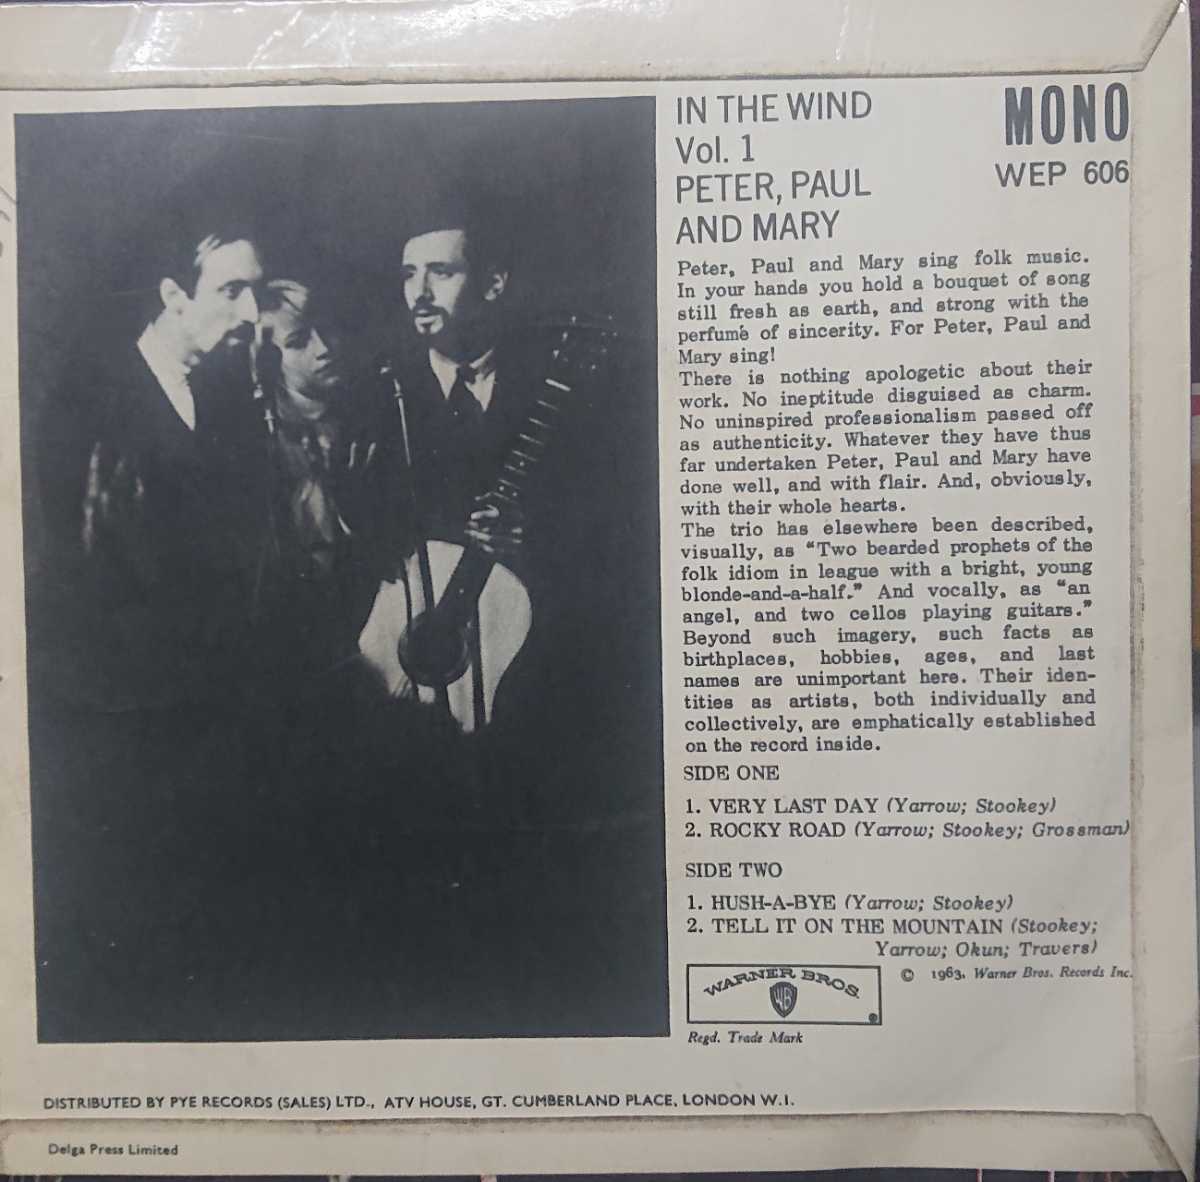 IN THE WIND
Vol. 1
PETER, PAUL
AND MARY
MONO
WEP 606
Peter, Paul and Mary sing folk music.
In your hands you hold a bouquet of song
still fresh as earth, and strong with the
perfume of sincerity. For Peter, Paul and
Mary sing!
There is nothing apologetic about their
work. No ineptitude disguised as charm.
No uninspired professionalism passed off
as authenticity. Whatever they have thus
far undertaken Peter, Paul and Mary have
done well, and with flair. And, obviously,
with their whole hearts.
The trio has elsewhere been described,
visually, as "Two bearded prophets of the
folk idiom in league with a bright, young
blonde-and-a-half." And vocally, as "an
angel, and two cellos playing guitars."
Beyond such imagery, such facts as
birthplaces, hobbies, ages, and last
names are unimportant here. Their iden-
tities as artists, both individually and
collectively, are emphatically established
on the record inside.
SIDE ONE
1. VERY LAST DAY (Yarrow; Stookey)
2. ROCKY ROAD (Yarrow; Stookey; Grossman)
SIDE TWO
1. HUSH-A-BYE (Yarrow; Stookey)
2. TELL IT ON THE MOUNTAIN (Stookey;
Yarrow; Okun; Travers)
WARNER BROS.
WB
© 1963, Warner Bros. Records Inc.
Regd. Trade Mark
DISTRIBUTED BY PYE RECORDS (SALES) LTD., ATV HOUSE, GT. CUMBERLAND PLACE, LONDON W.1.
Delga Press Limited